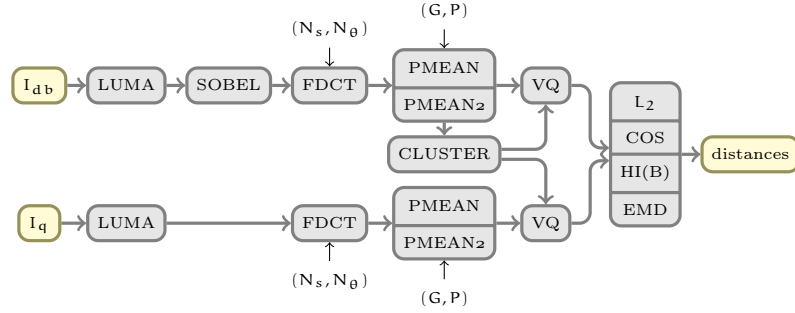 (G, P)
(N_s, N_θ)
PMEAN
I_db LUMA SOBEL FDCT VQ
PMEAN2
L_2
COS
CLUSTER distances
HI(B)
EMD
PMEAN
I_q LUMA FDCT VQ
PMEAN2
(N_s, N_θ)
(G, P)